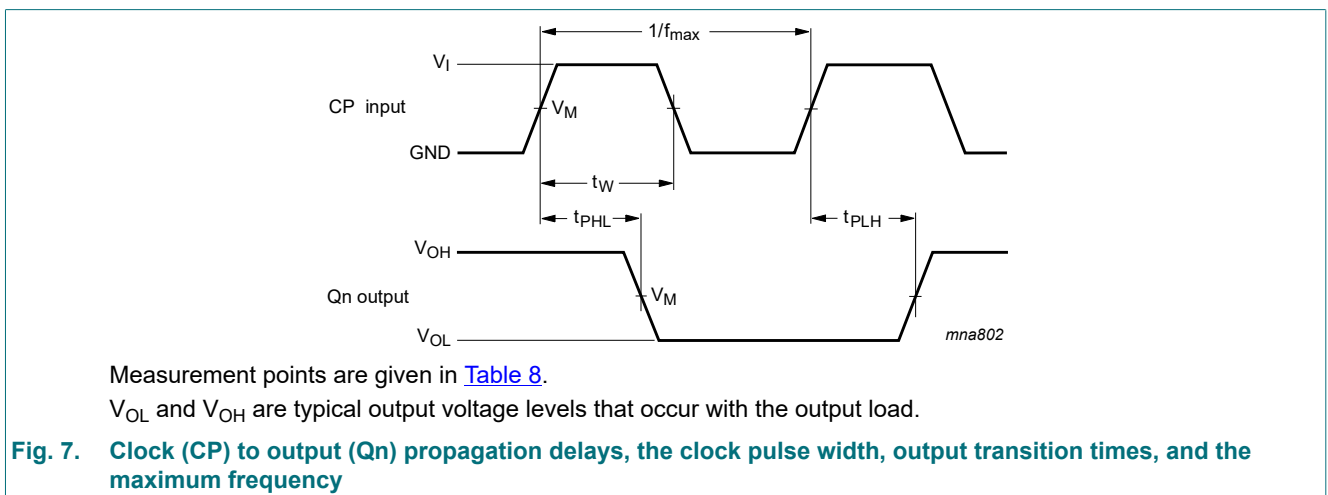 1/fmax
VI
CP input
VM
GND
tW
tPHL
tPLH
VOH
Qn output
VM
VOL
mna802
Measurement points are given in Table 8.
VOL and VOH are typical output voltage levels that occur with the output load.
Fig. 7. Clock (CP) to output (Qn) propagation delays, the clock pulse width, output transition times, and the
maximum frequency